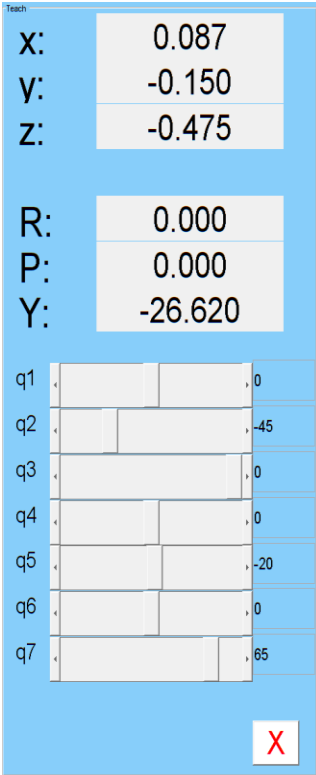 Teach
x: 0.087
y: -0.150
z: -0.475
R: 0.000
P: 0.000
Y: -26.620
q1 0
q2 -45
q3 0
q4 0
q5 -20
q6 0
q7 65
X